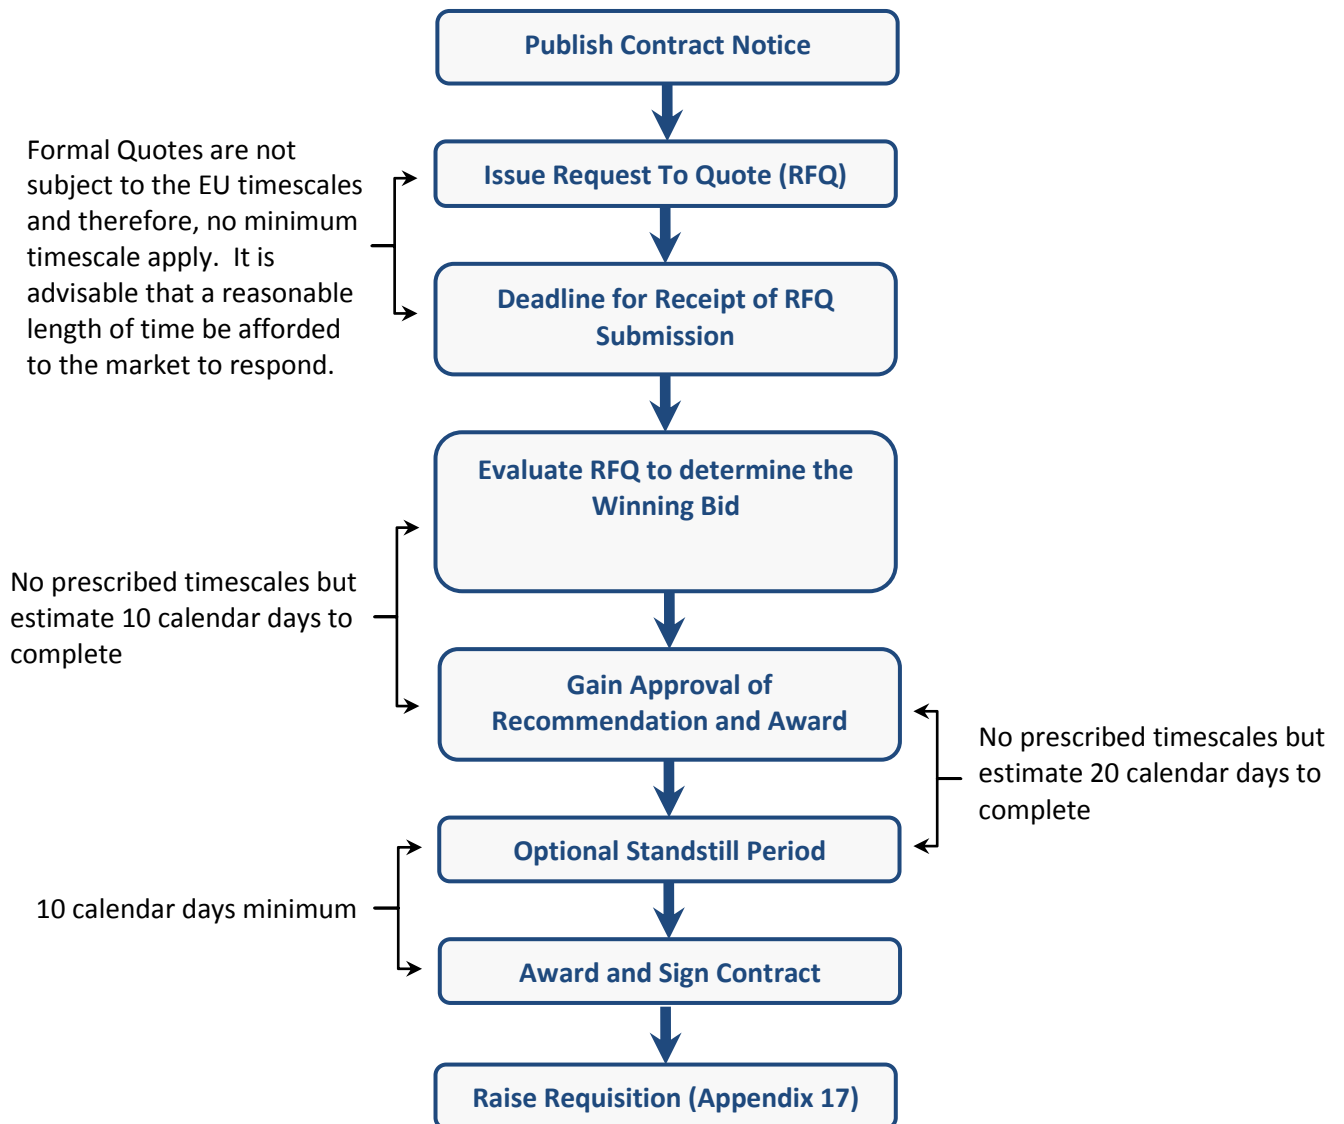 Publish Contract Notice
Formal Quotes are not
subject to the EU timescales
and therefore, no minimum
timescale apply.  It is
advisable that a reasonable
length of time be afforded
to the market to respond.
Issue Request To Quote (RFQ)
Deadline for Receipt of RFQ
Submission
Evaluate RFQ to determine the
Winning Bid
No prescribed timescales but
estimate 10 calendar days to
complete
Gain Approval of
Recommendation and Award
No prescribed timescales but
estimate 20 calendar days to
complete
Optional Standstill Period
10 calendar days minimum
Award and Sign Contract
Raise Requisition (Appendix 17)